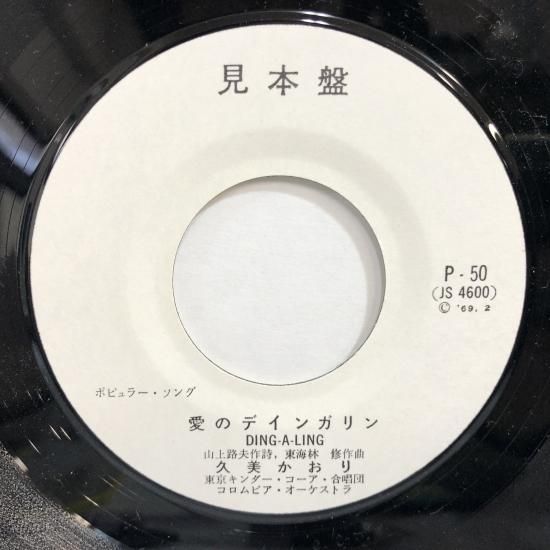 見本盤
P-50
(JS 4600)
© '69. 2
ポピュラー・ソング
愛のデインガリン
DING-A-LING
山上路夫作詩, 東海林 修作曲
久美かおり
東京キンダー・コーア・合唱団
コロムビア・オーケストラ